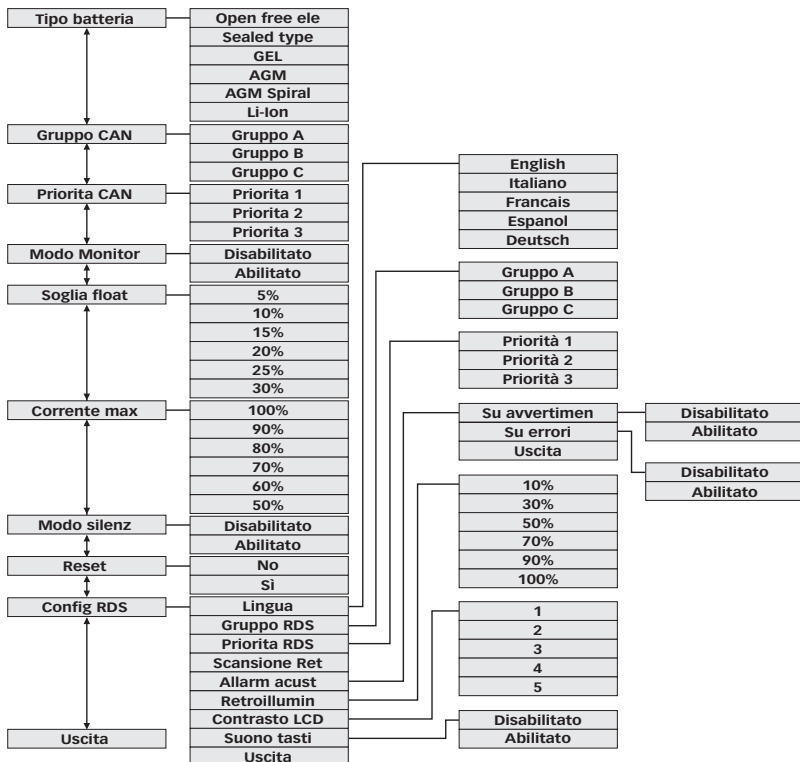 Tipo batteria
Open free ele
Sealed type
GEL
AGM
AGM Spiral
Li-Ion
Gruppo CAN
Gruppo A
Gruppo B
Gruppo C
Priorita CAN
Priorita 1
Priorita 2
Priorita 3
Modo Monitor
Disabilitato
Abilitato
Soglia float
5%
10%
15%
20%
25%
30%
Corrente max
100%
90%
80%
70%
60%
50%
Modo silenz
Disabilitato
Abilitato
Reset
No
Sì
Config RDS
Lingua
Gruppo RDS
Priorita RDS
Scansione Ret
Allarm acust
Retroillumin
Contrasto LCD
Suono tasti
Uscita
Uscita
English
Italiano
Francais
Espanol
Deutsch
Gruppo A
Gruppo B
Gruppo C
Priorità 1
Priorità 2
Priorità 3
Su avvertimen
Su errori
Uscita
Disabilitato
Abilitato
Disabilitato
Abilitato
10%
30%
50%
70%
90%
100%
1
2
3
4
5
Disabilitato
Abilitato